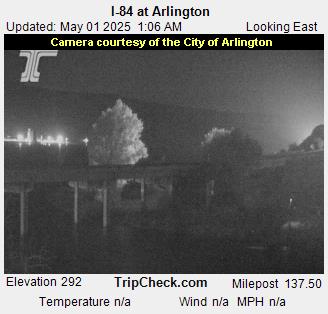 I-84 at Arlington
Updated: May 01 2025 1:06 AM Looking East
Camera courtesy of the City of Arlington
Elevation 292 TripCheck.com Milepost 137.50
Temperature n/a Wind n/a MPH n/a